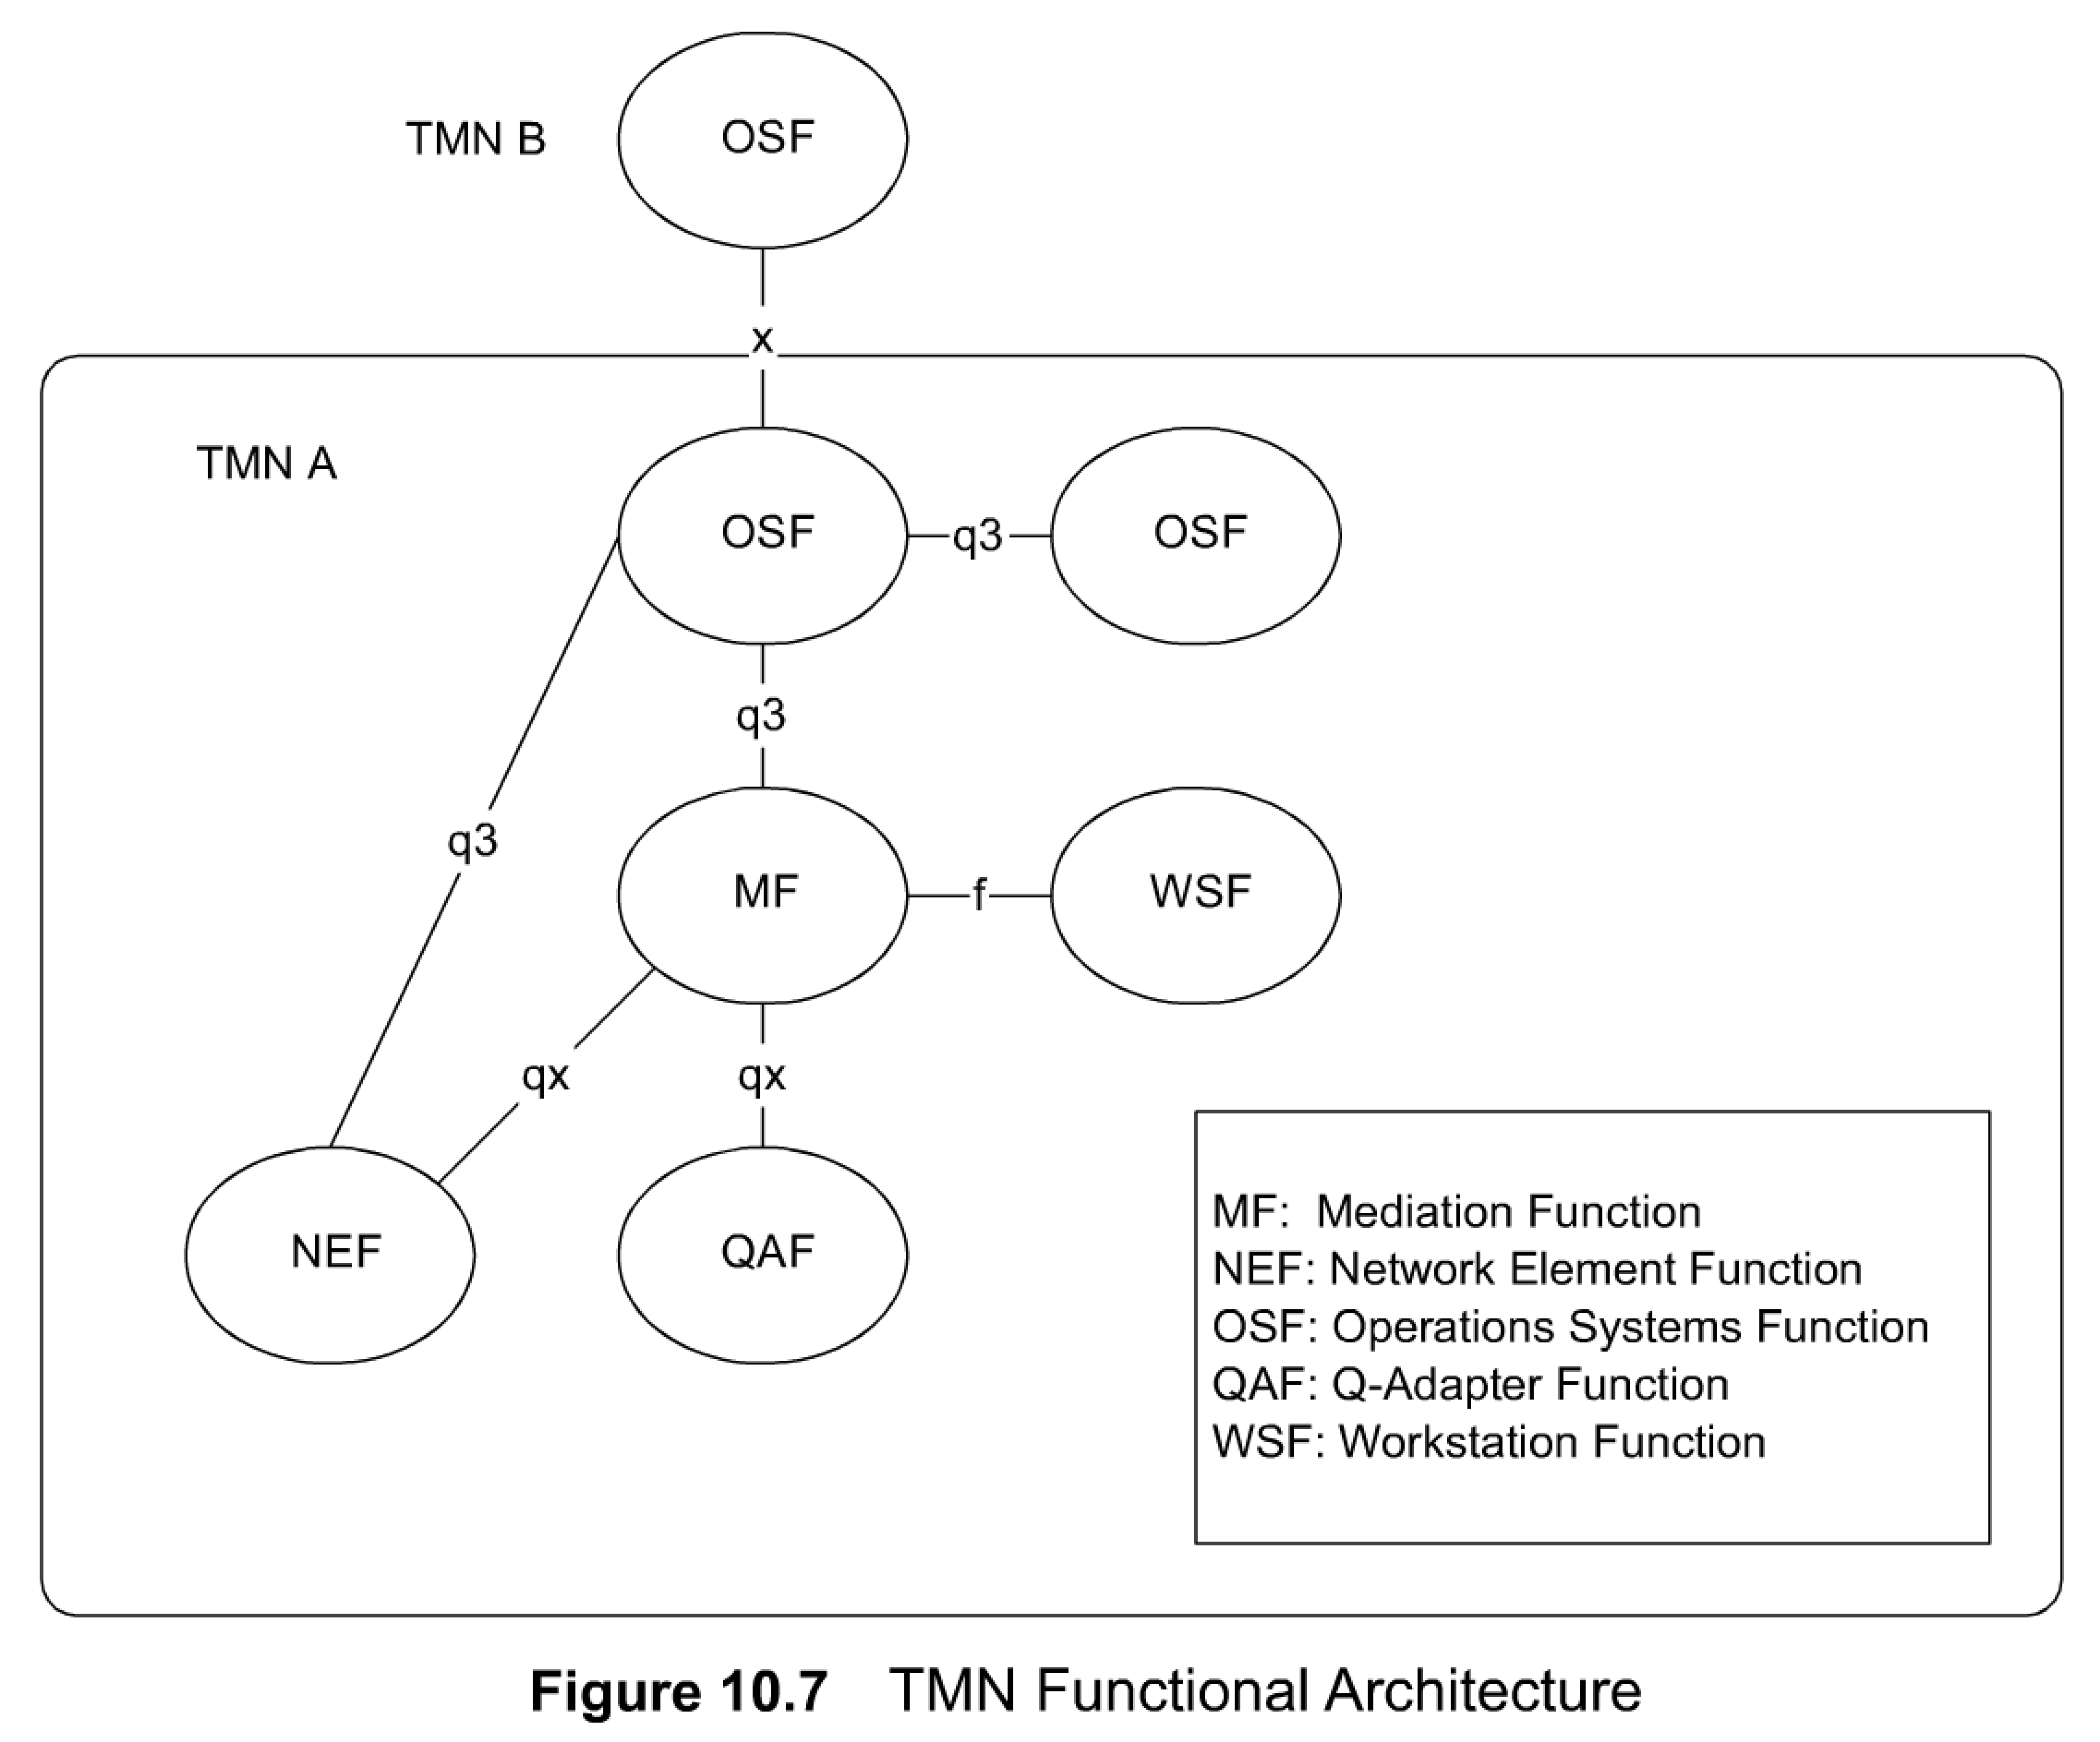 OSF
TMN B
x
TMN A
OSF
q3
OSF
q3
q3
MF
f
WSF
qx
qx
NEF
QAF
MF: Mediation Function
NEF: Network Element Function
OSF: Operations Systems Function
QAF: Q-Adapter Function
WSF: Workstation Function
Figure 10.7 TMN Functional Architecture